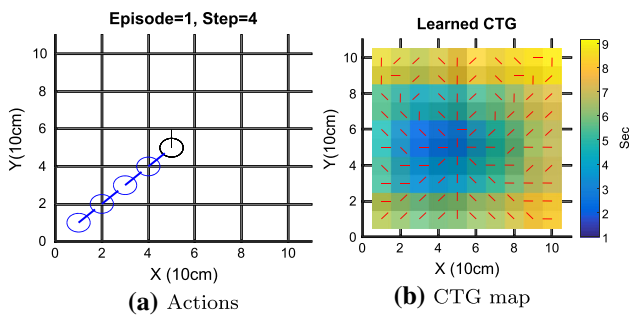 Episode=1, Step=4
Y(10cm)
10
8
6
4
2
0
0 2 4 6 8 10
X (10cm)
(a) Actions
Learned CTG
Y(10cm)
10
8
6
4
2
0
0 2 4 6 8 10
X (10cm)
9
8
7
6
5
4
3
2
1
Sec
(b) CTG map